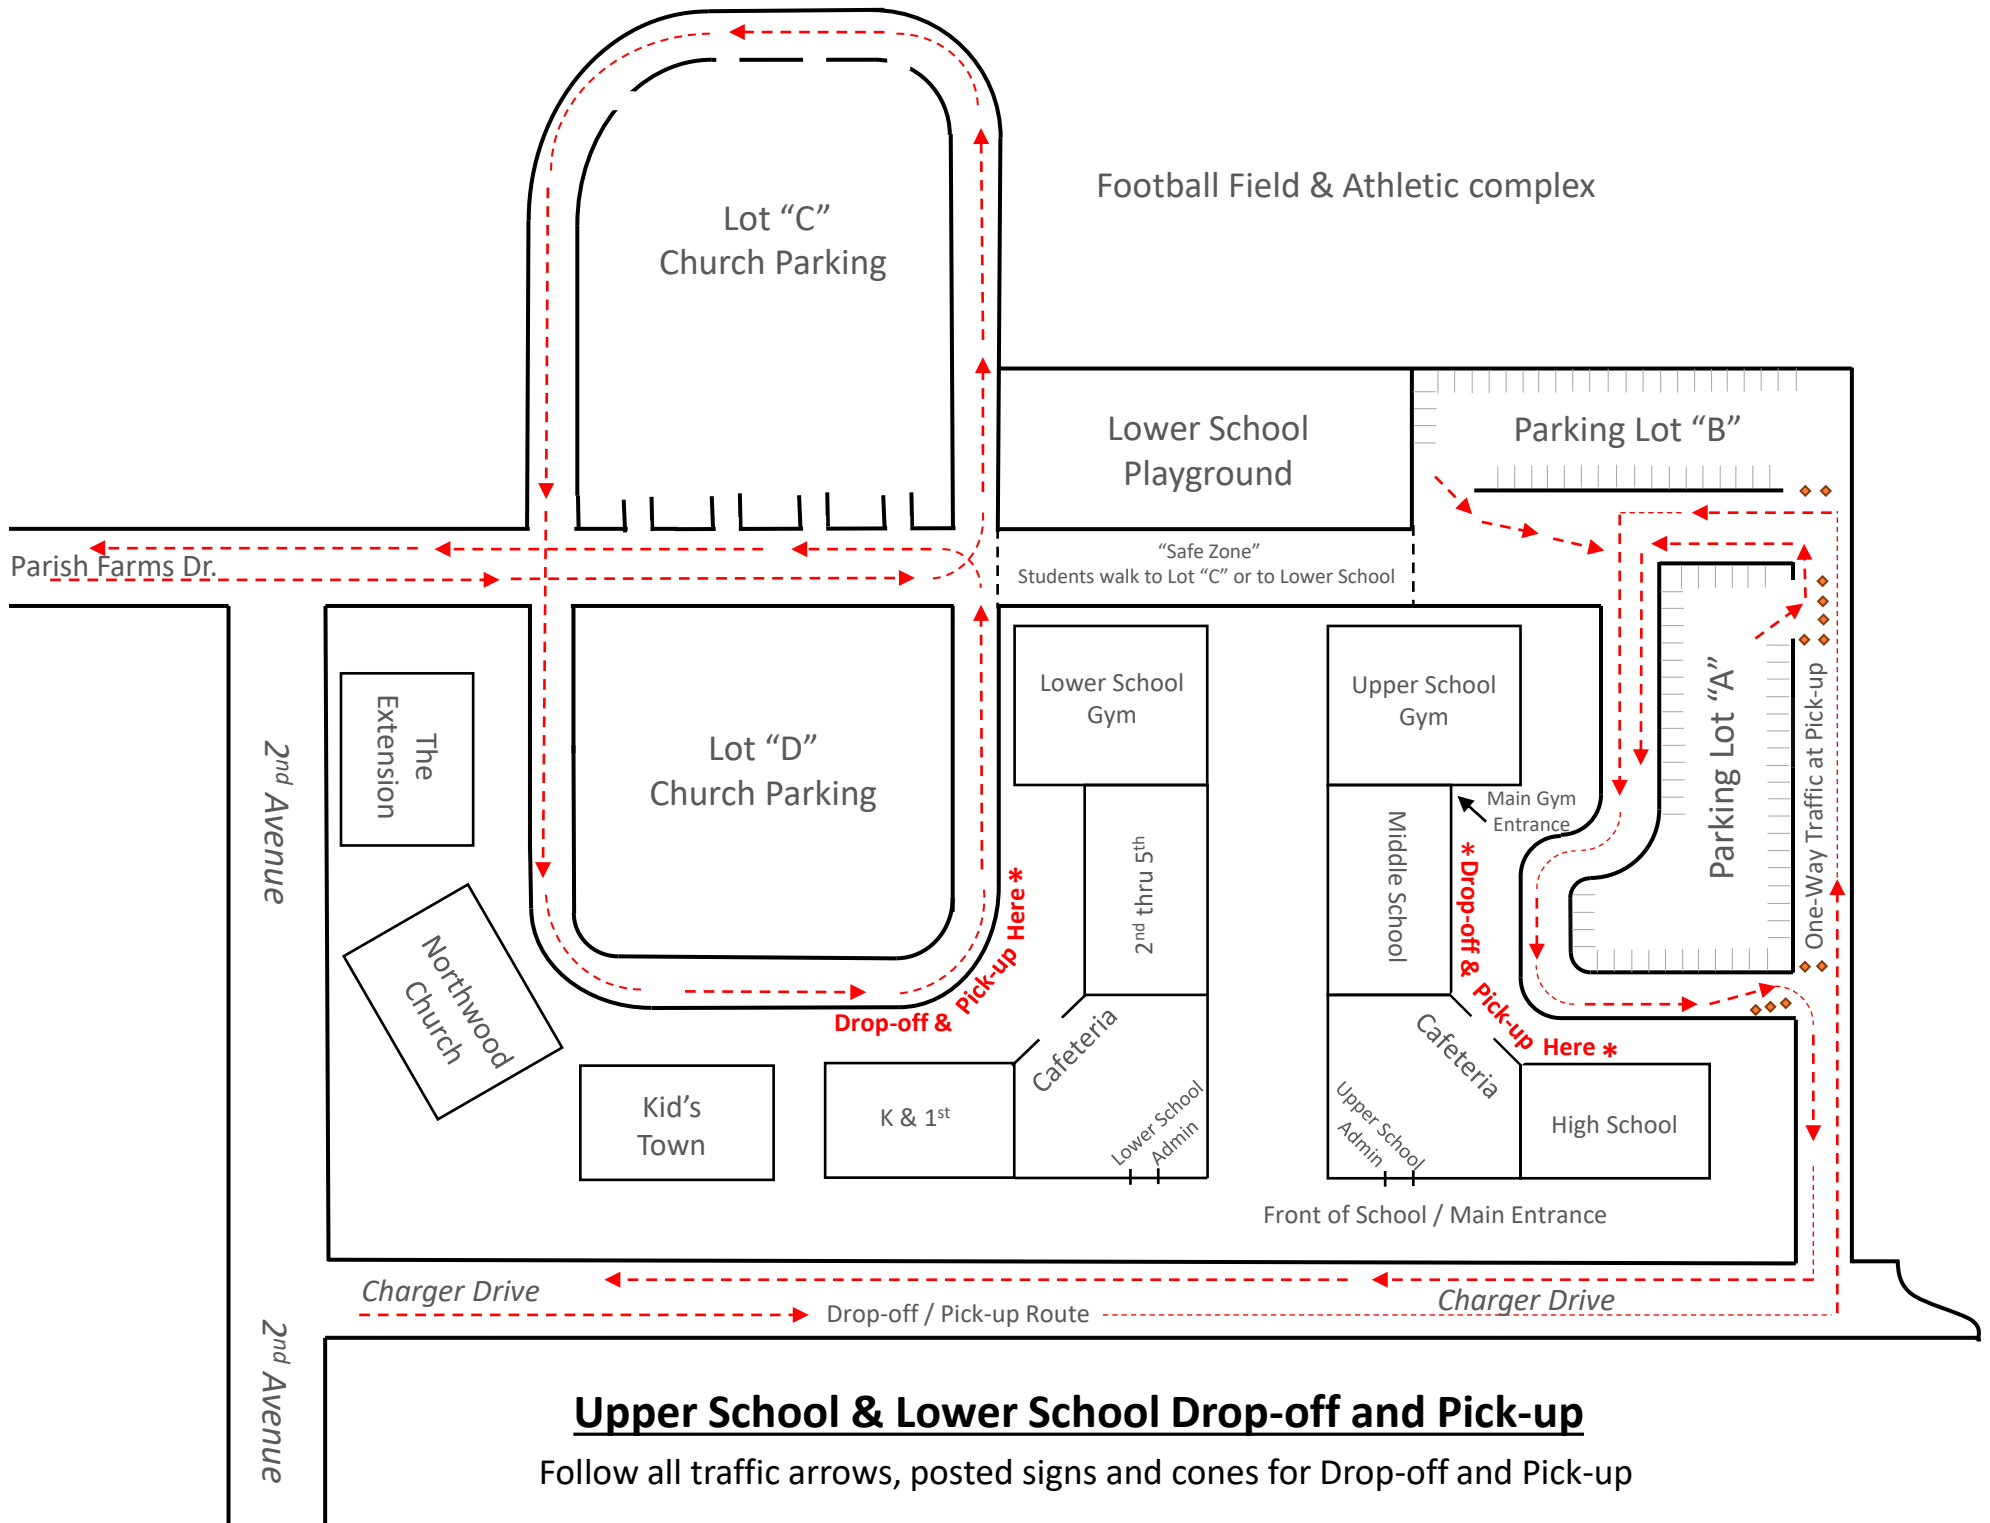 Football Field & Athletic complex
Lot “C”
Church Parking
Lower School
Playground
Parking Lot “B”
“Safe Zone”
Students walk to Lot “C” or to Lower School
Parish Farms Dr.
The
Extension
Lot “D”
Church Parking
Lower School
Gym
Upper School
Gym
Main Gym
Entrance
Parking Lot “A”
One-Way Traffic at Pick-up
2nd Avenue
2nd thru 5th
Middle School
*Drop-off & Pick-up Here *
Drop-off & Pick-up Here *
Northwood
Church
Kid’s
Town
K & 1st
Cafeteria
Lower School
Admin
Cafeteria
Upper School
Admin
High School
Front of School / Main Entrance
Charger Drive
Charger Drive
Drop-off / Pick-up Route
2nd Avenue
Upper School & Lower School Drop-off and Pick-up
Follow all traffic arrows, posted signs and cones for Drop-off and Pick-up